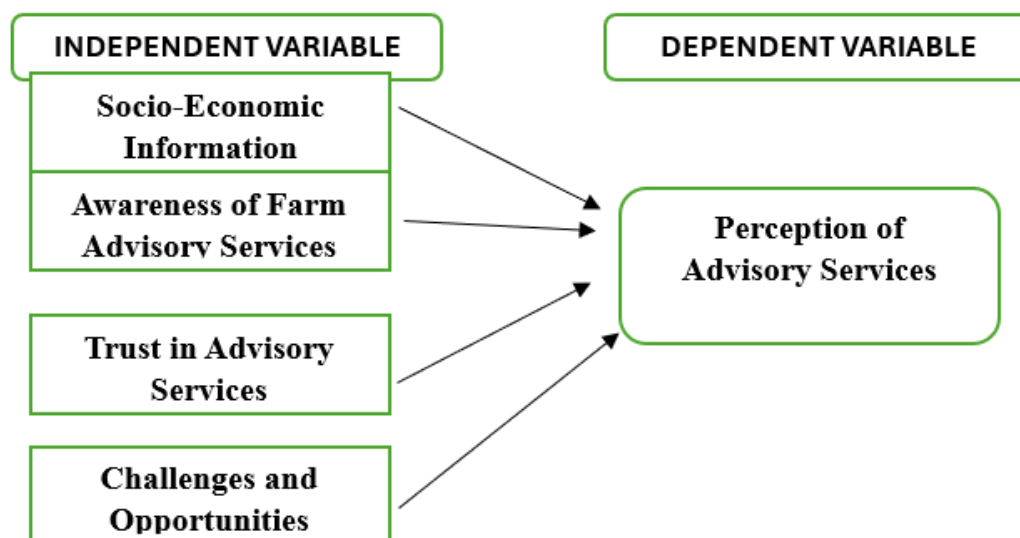 INDEPENDENT VARIABLE
DEPENDENT VARIABLE
Socio-Economic
Information
Awareness of Farm
Advisory Services
Trust in Advisory
Services
Challenges and
Opportunities
Perception of
Advisory Services